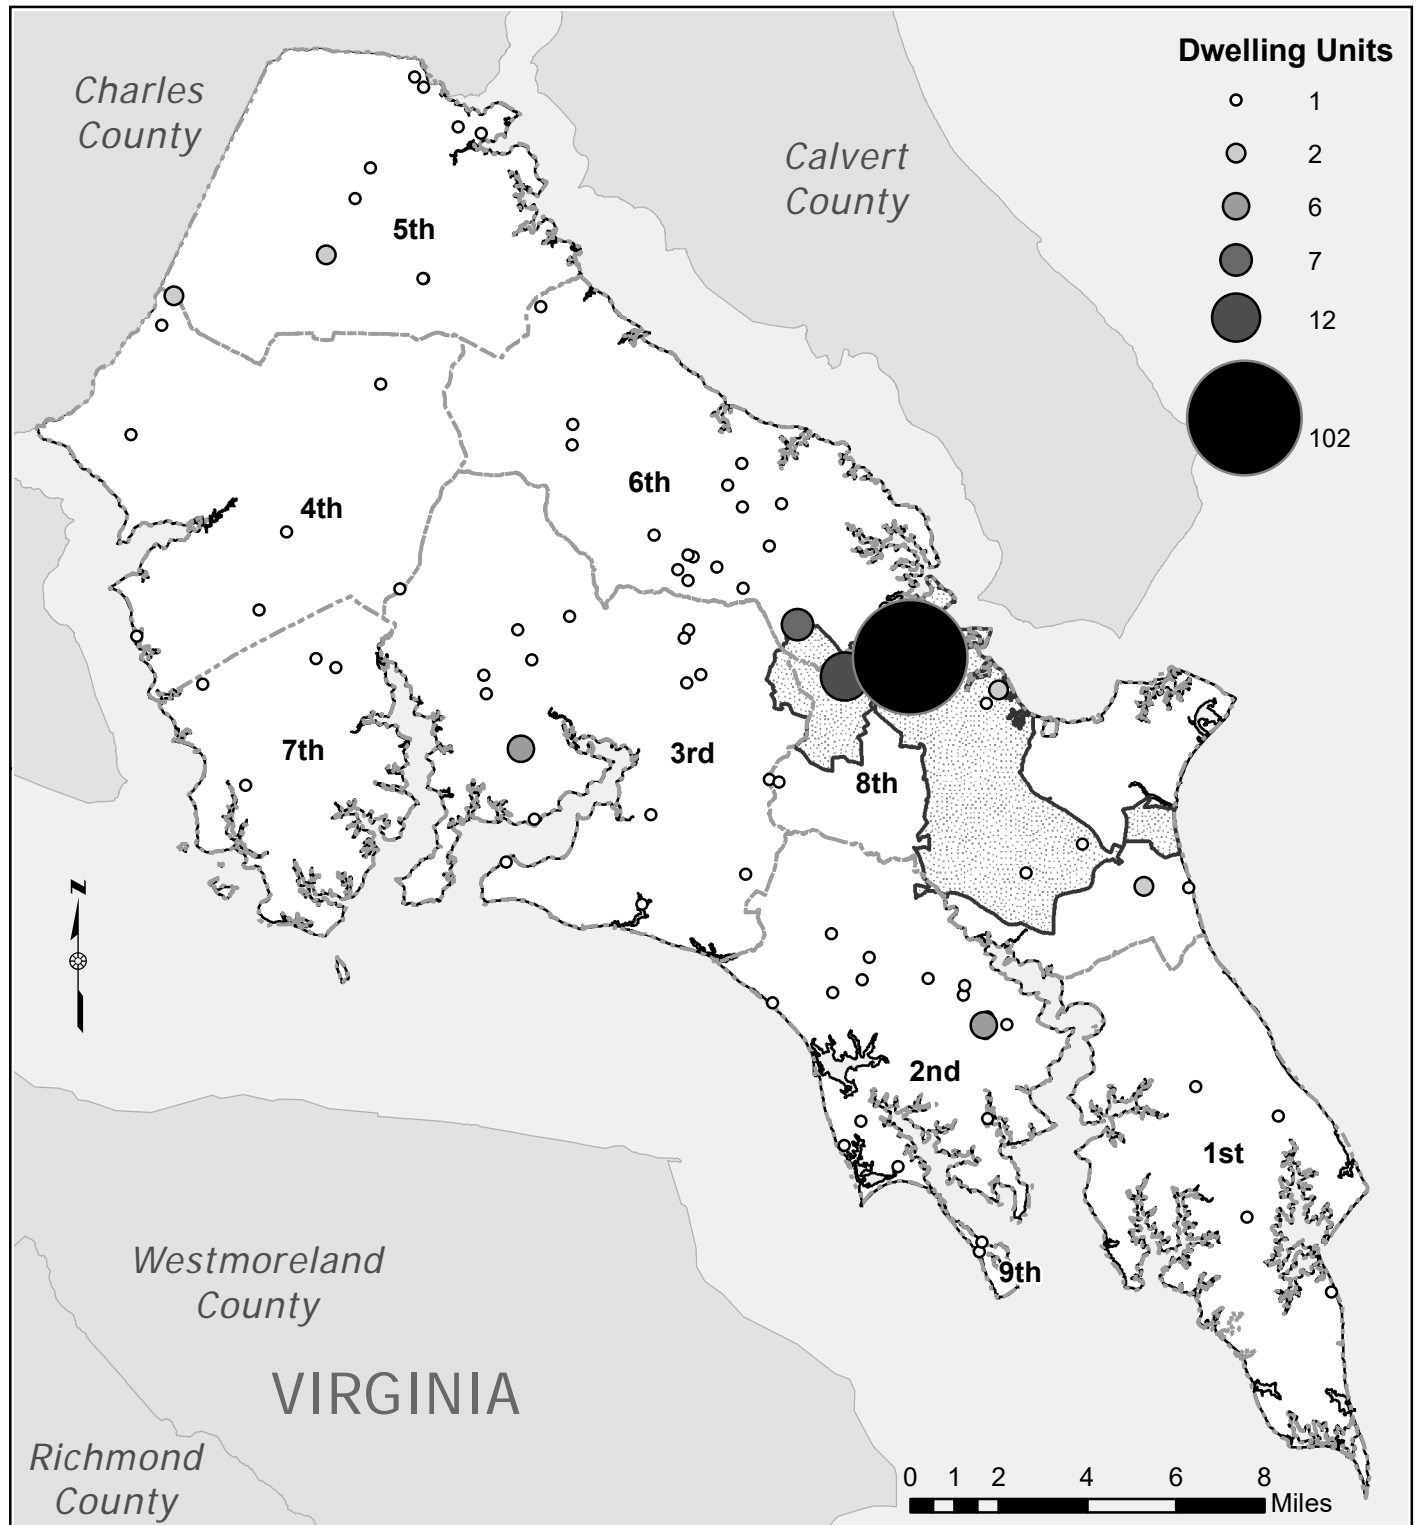 Dwelling Units
1
2
6
7
12
102
Charles
County
Calvert
County
5th
6th
4th
7th
3rd
8th
2nd
1st
9th
N
Westmoreland
County
VIRGINIA
Richmond
County
0 1 2 4 6 8
Miles